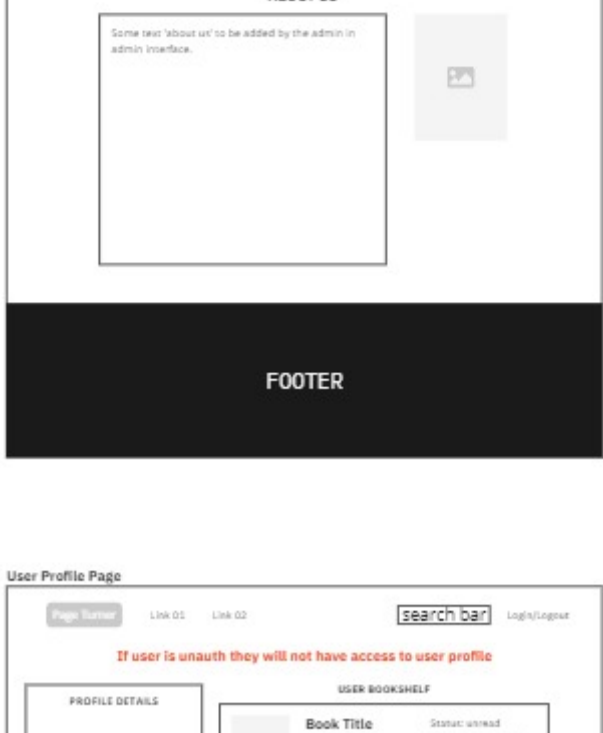 Some text 'about us' to be added by the admin in
admin interface.
FOOTER
User Profile Page
Page Turner
Link 01
Link 02
search bar
Login/Logout
If user is unauth they will not have access to user profile
PROFILE DETAILS
USER BOOKSHELF
Book Title
Status: unread